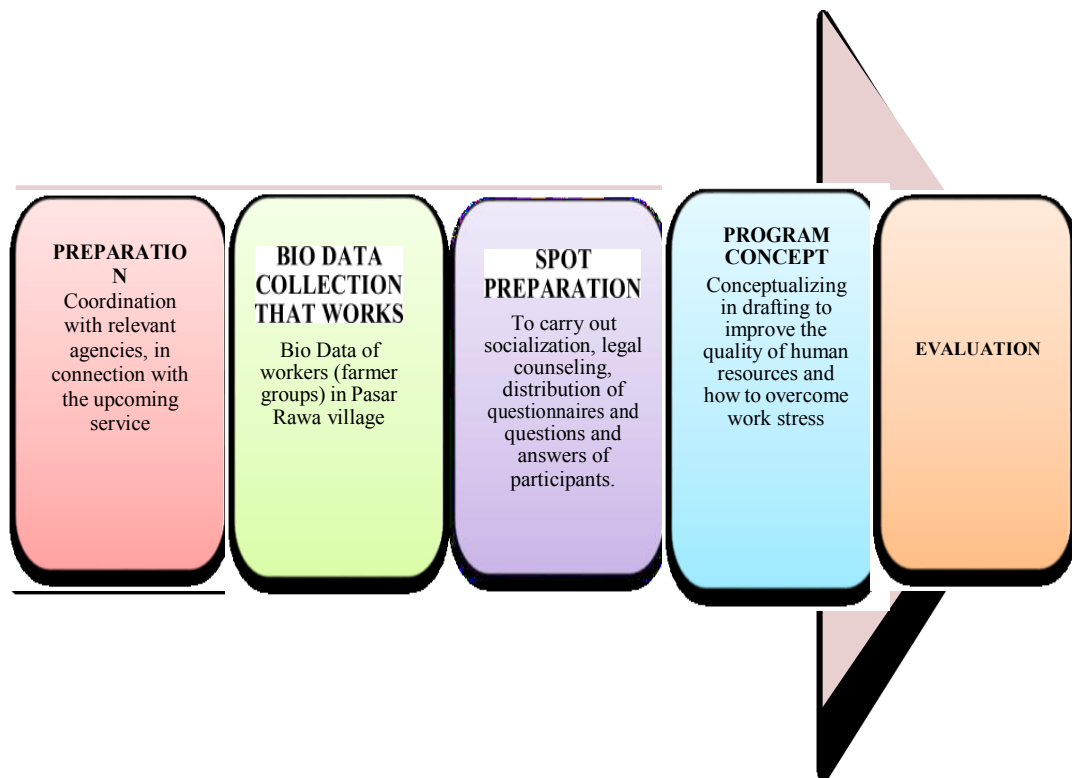 PREPARATIO
N
Coordination
with relevant
agencies, in
connection with
the upcoming
service
BIO DATA
COLLECTION
THAT WORKS
Bio Data of
workers (farmer
groups) in Pasar
Rawa village
SPOT
PREPARATION
To carry out
socialization, legal
counseling,
distribution of
questionnaires and
questions and
answers of
participants.
PROGRAM
CONCEPT
Conceptualizing
in drafting to
improve the
quality of human
resources and
how to overcome
work stress
EVALUATION